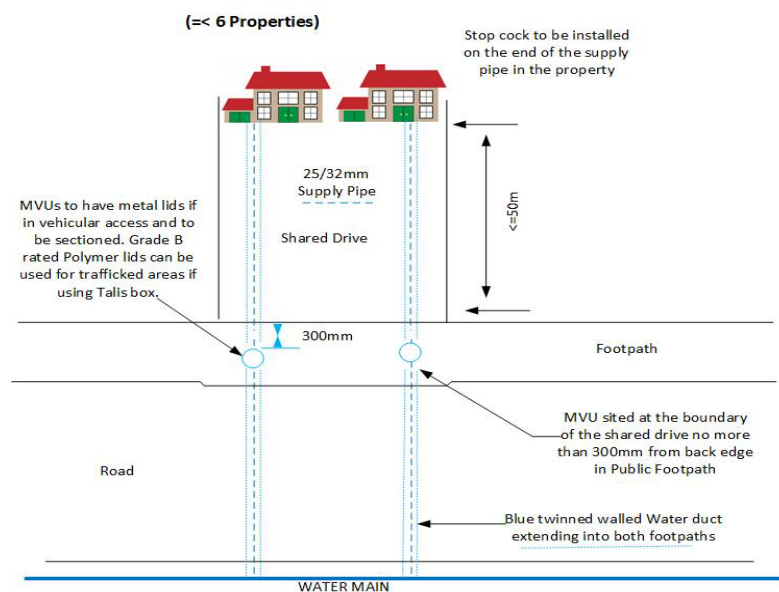 (=< 6 Properties)
Stop cock to be installed
on the end of the supply
pipe in the property
25/32mm
Supply Pipe
<=50m
MVUs to have metal lids if
in vehicular access and to
be sectioned. Grade B
rated Polymer lids can be
used for trafficked areas if
using Talis box.
Shared Drive
300mm
Footpath
MVU sited at the boundary
of the shared drive no more
than 300mm from back edge
in Public Footpath
Road
Blue twinned walled Water duct
extending into both footpaths
WATER MAIN